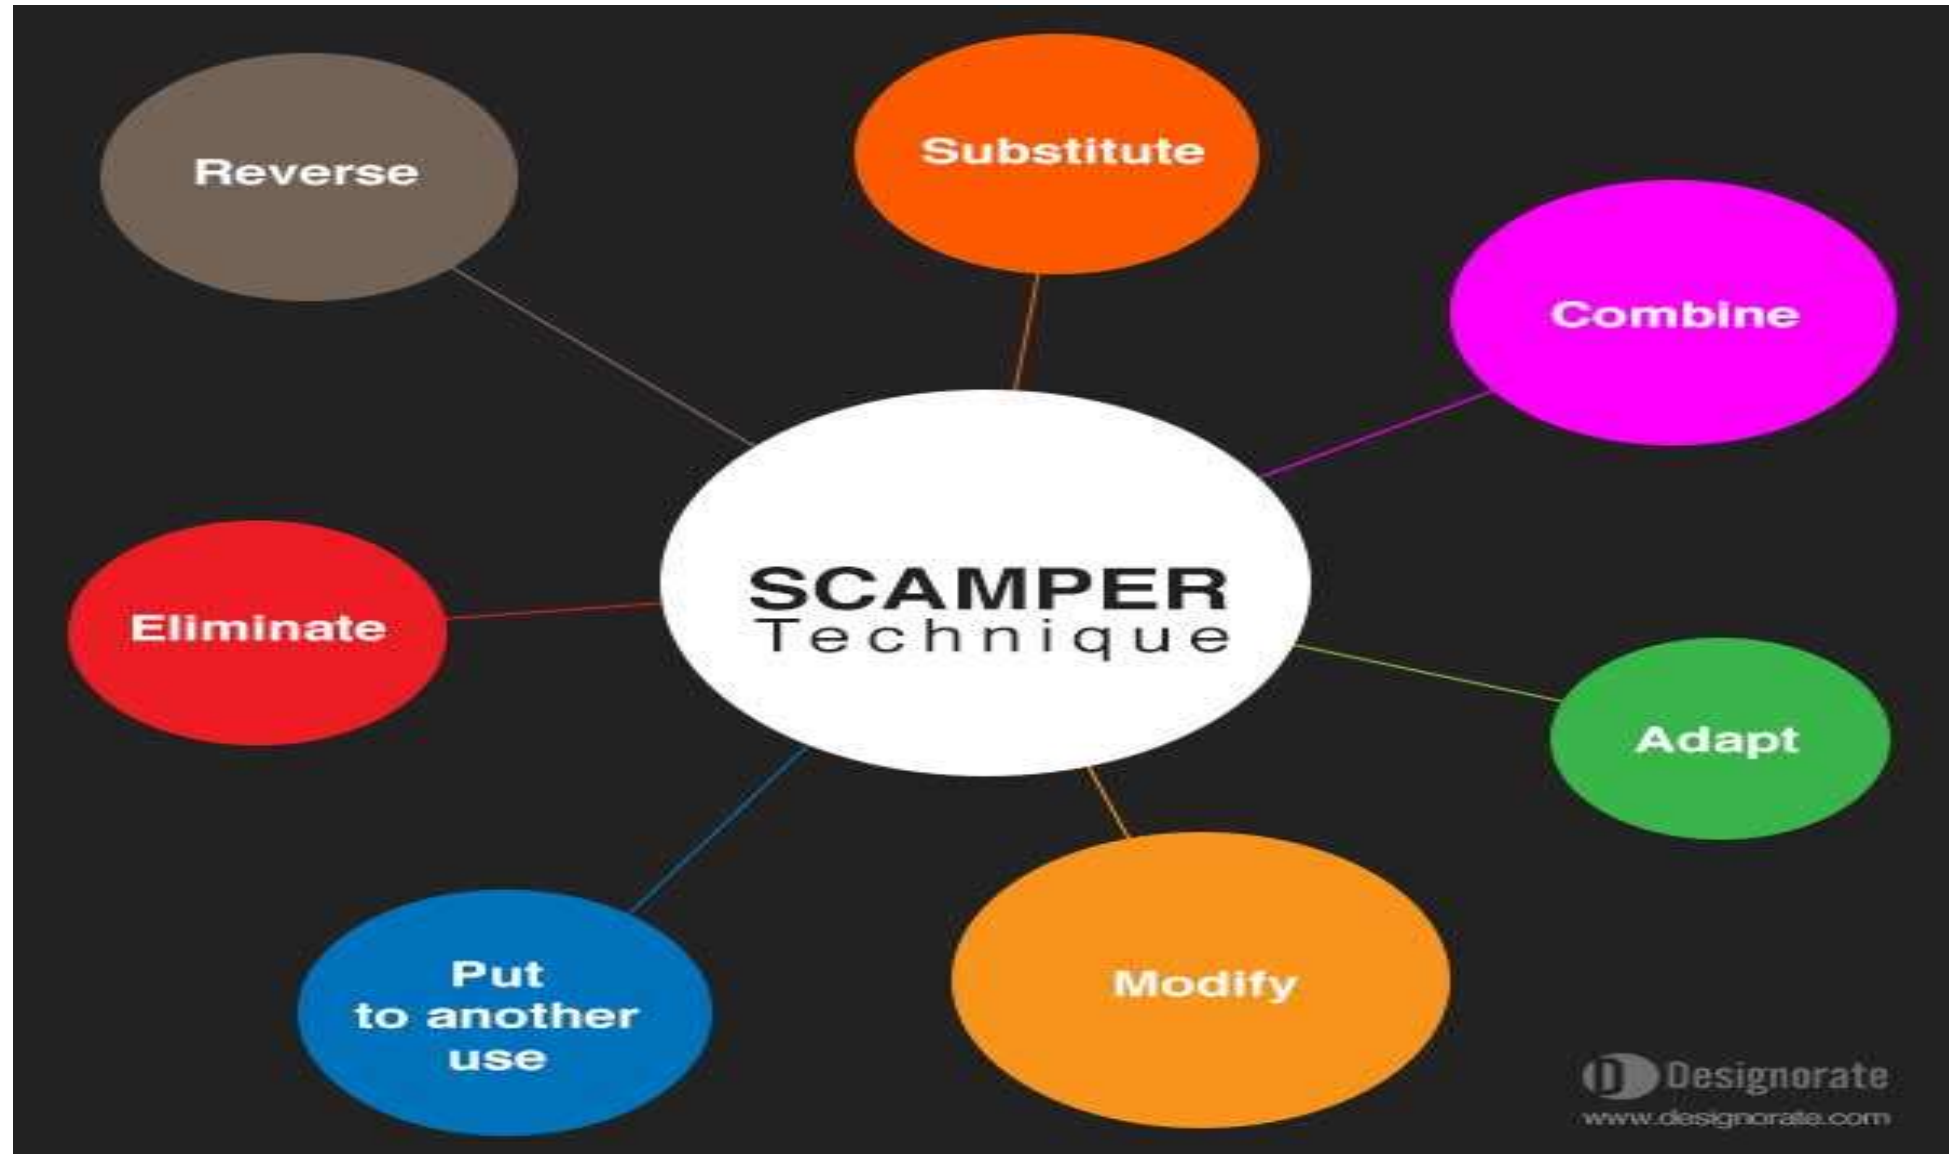 Reverse
Substitute
Combine
SCAMPER
Technique
Eliminate
Adapt
Put
to another
use
Modify
Designorate
www.designorate.com